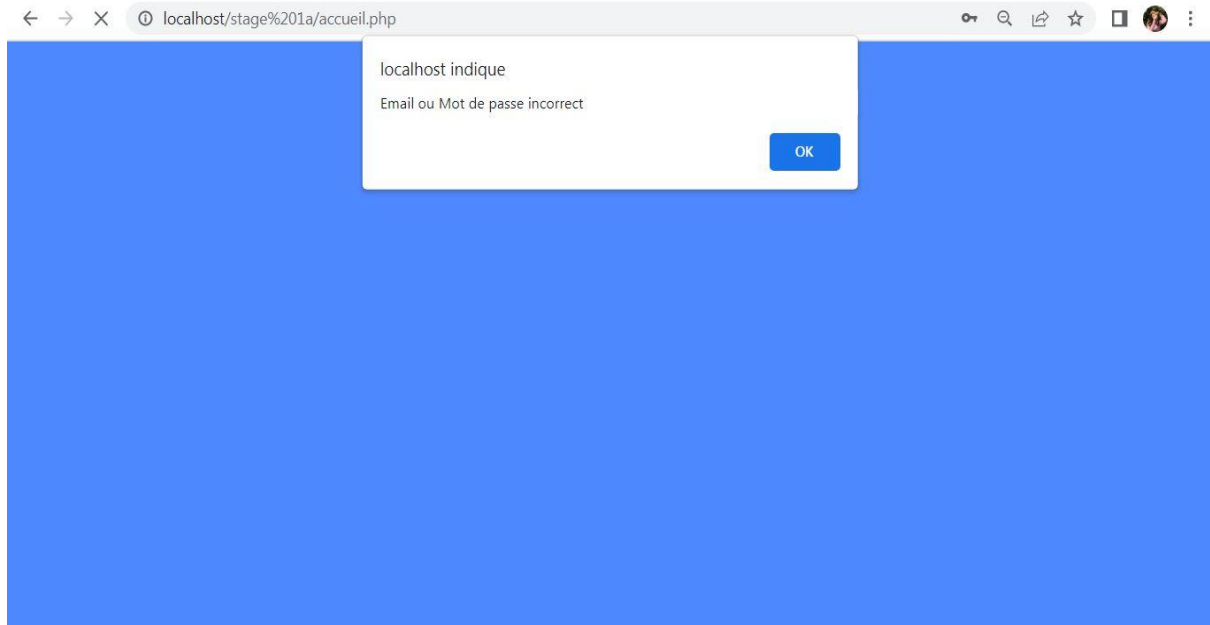 localhost/stage%201a/accueil.php
localhost indique
Email ou Mot de passe incorrect
OK